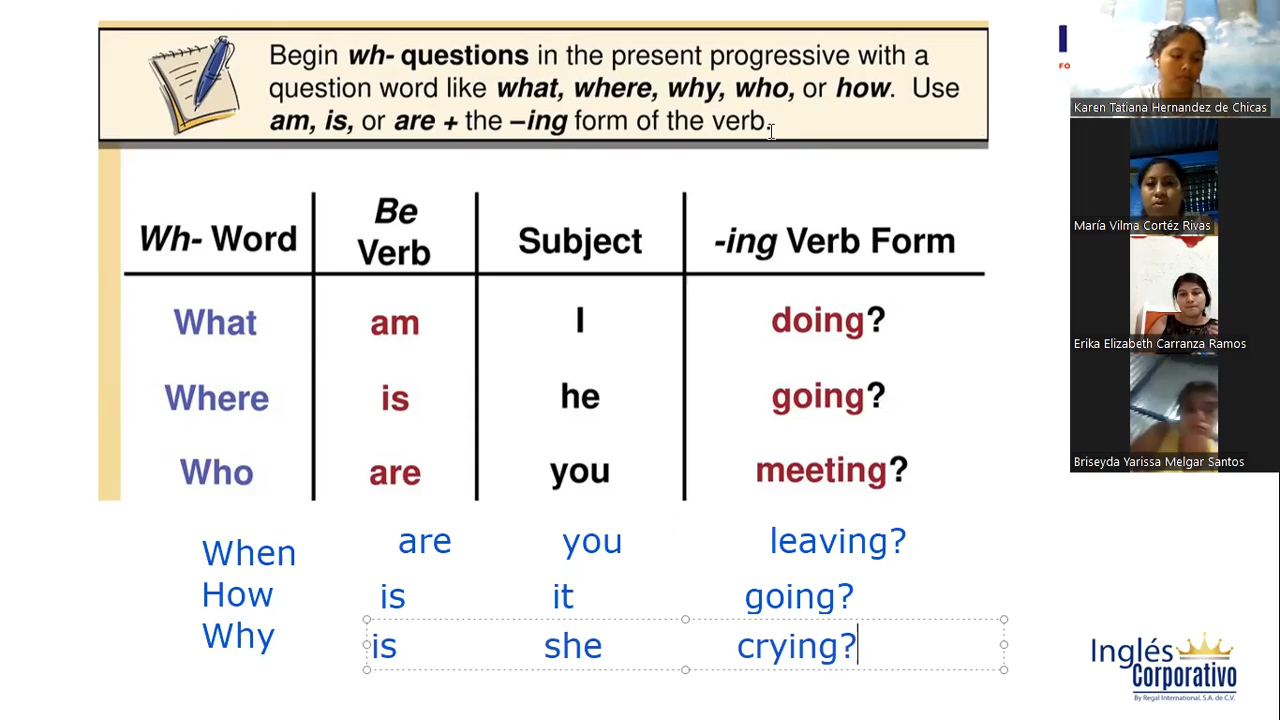 Begin wh- questions in the present progressive with a
question word like what, where, why, who, or how. Use
am, is, or are + the –ing form of the verb.
Wh- Word Be Verb Subject -ing Verb Form
What am I doing?
Where is he going?
Who are you meeting?
When are you leaving?
How is it going?
Why is she crying?
I
FO
Karen Tatiana Hernandez de Chicas
María Vilma Cortéz Rivas
Erika Elizabeth Carranza Ramos
Briseyda Yarissa Melgar Santos
Inglés
Corporativo
By Regal International, S.A. de C.V.